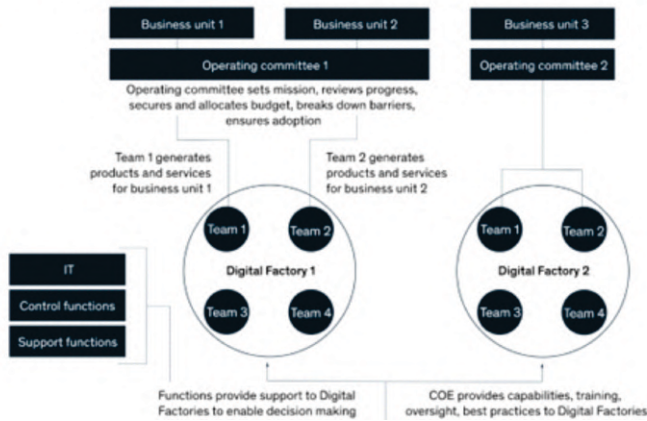 Business unit 1
Business unit 2
Business unit 3
Operating committee 1
Operating committee 2
Operating committee sets mission, reviews progress,
secures and allocates budget, breaks down barriers,
ensures adoption
Team 1 generates
products and services
for business unit 1
Team 2 generates
products and services
for business unit 2
Team 1
Team 2
Digital Factory 1
Team 3
Team 4
Team 1
Team 2
Digital Factory 2
Team 3
Team 4
IT
Control functions
Support functions
Functions provide support to Digital
Factories to enable decision making
COE provides capabilities, training,
oversight, best practices to Digital Factories